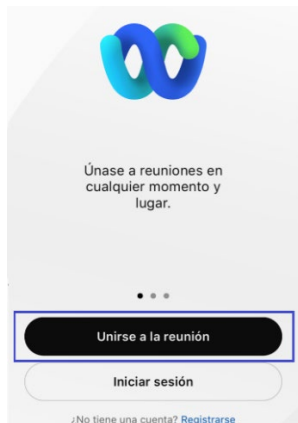 Únase a reuniones en
cualquier momento y
lugar.
Unirse a la reunión
Iniciar sesión
¿No tiene una cuenta? Registrarse